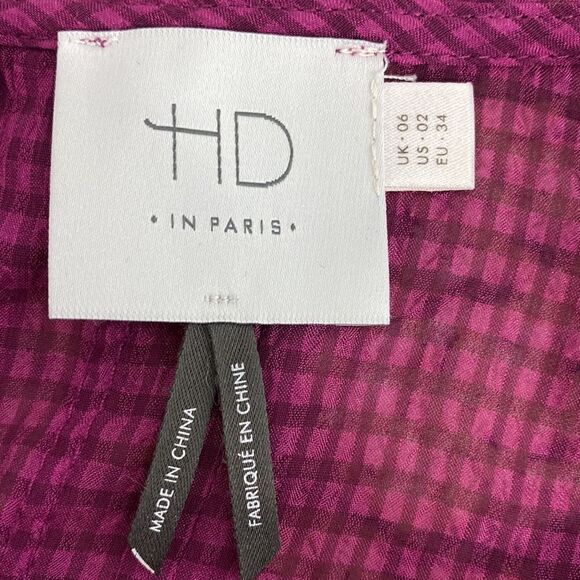 HD
• IN PARIS •
UK • 06
US • 02
EU • 34
MADE IN CHINA
FABRIQUÉ EN CHINE